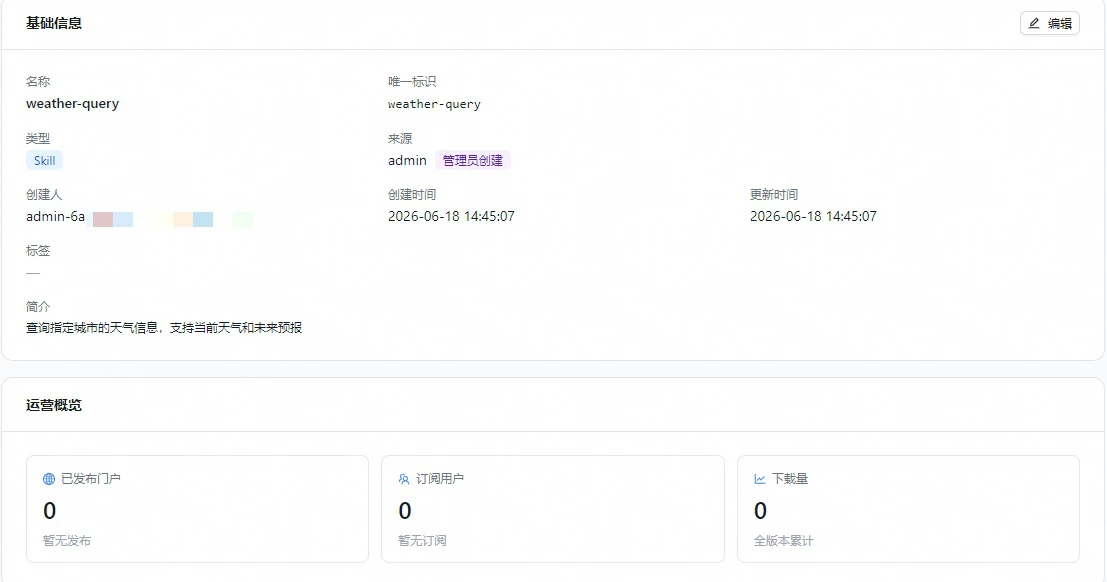 基础信息
编辑
名称 唯一标识
weather-query weather-query
类型 来源
Skill admin 管理员创建
创建人 创建时间 更新时间
admin-6a 2026-06-18 14:45:07 2026-06-18 14:45:07
标签
—
简介
查询指定城市的天气信息，支持当前天气和未来预报
运营概览
已发布门户 订阅用户 下载量
0 0 0
暂无发布 暂无订阅 全版本累计